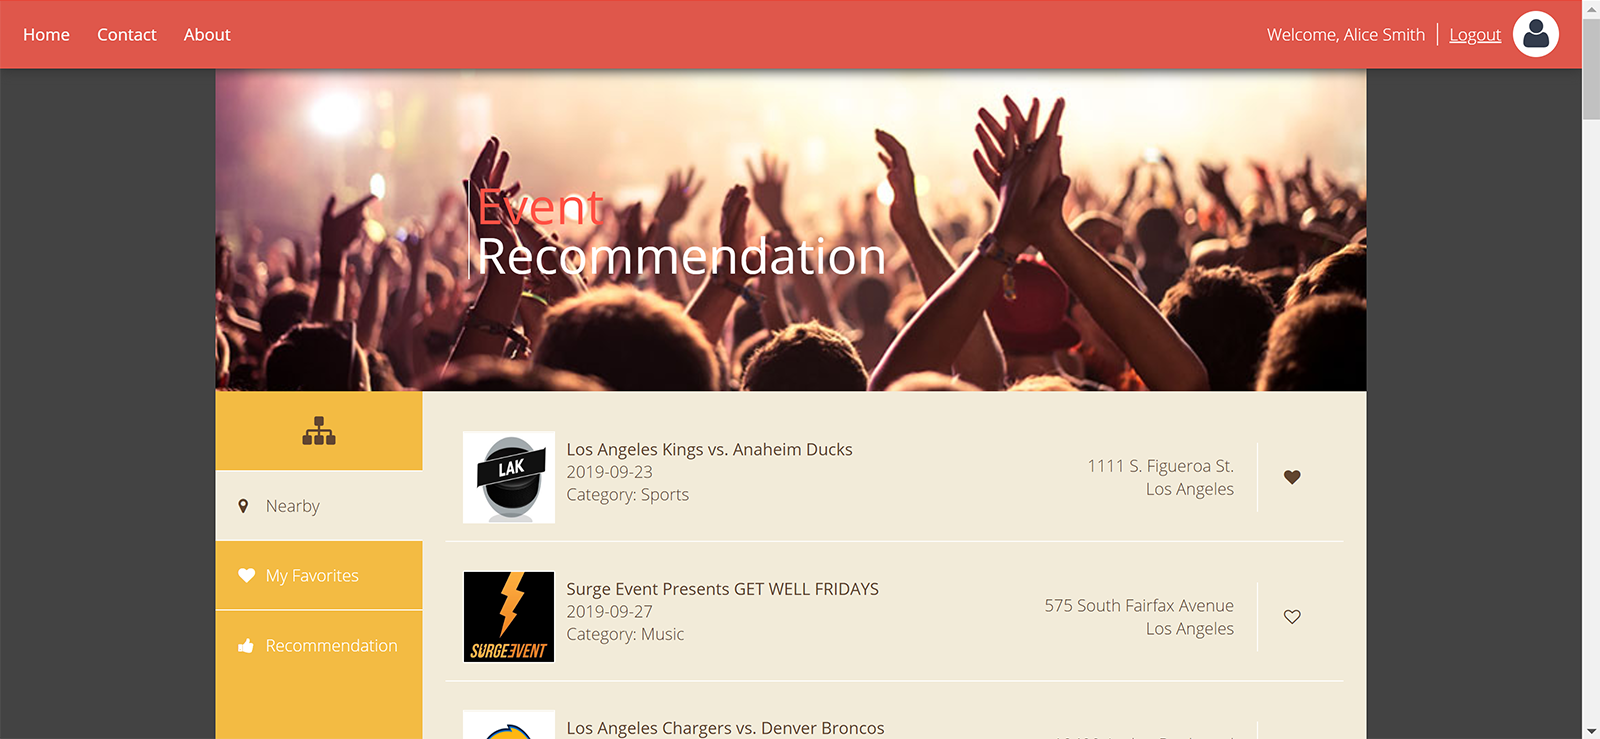 Home Contact About
Welcome, Alice Smith Logout
Event
Recommendation
Nearby
My Favorites
Recommendation
LAK
Los Angeles Kings vs. Anaheim Ducks
2019-09-23
Category: Sports
1111 S. Figueroa St.
Los Angeles
SURGE EVENT
Surge Event Presents GET WELL FRIDAYS
2019-09-27
Category: Music
575 South Fairfax Avenue
Los Angeles
Los Angeles Chargers vs. Denver Broncos